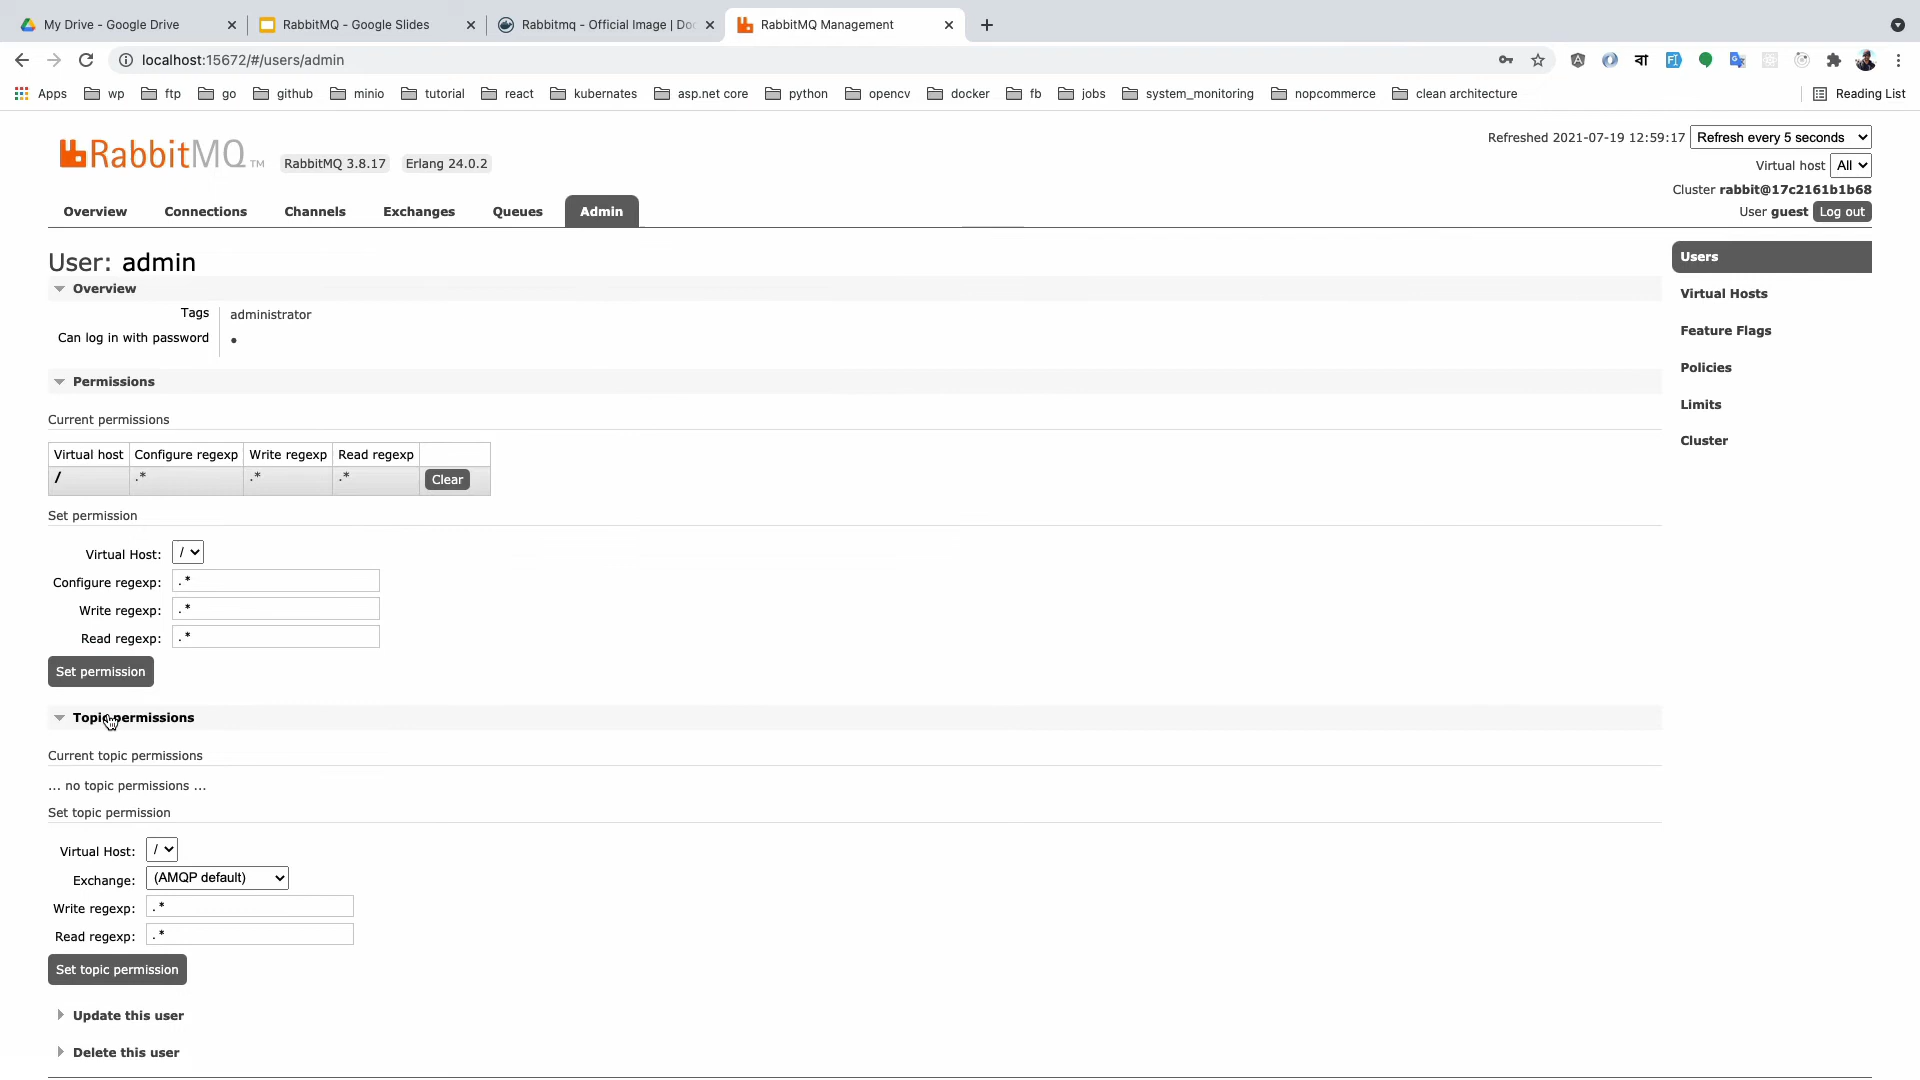 My Drive - Google Drive
RabbitMQ - Google Slides
Rabbitmq - Official Image | Doc
RabbitMQ Management
localhost:15672/#/users/admin
Apps
wp
ftp
go
github
minio
tutorial
react
kubernates
asp.net core
python
opencv
docker
fb
jobs
system_monitoring
nopcommerce
clean architecture
Reading List
RabbitMQ TM
RabbitMQ 3.8.17
Erlang 24.0.2
Refreshed 2021-07-19 12:59:17
Refresh every 5 seconds
Virtual host All
Cluster rabbit@17c2161b1b68
User guest Log out
Overview
Connections
Channels
Exchanges
Queues
Admin
User: admin
Overview
Tags administrator
Can log in with password •
Permissions
Current permissions
Virtual host Configure regexp Write regexp Read regexp
/ .* .* .* Clear
Set permission
Virtual Host: /
Configure regexp: .*
Write regexp: .*
Read regexp: .*
Set permission
Topic permissions
Current topic permissions
... no topic permissions ...
Set topic permission
Virtual Host: /
Exchange: (AMQP default)
Write regexp: .*
Read regexp: .*
Set topic permission
Update this user
Delete this user
Users
Virtual Hosts
Feature Flags
Policies
Limits
Cluster